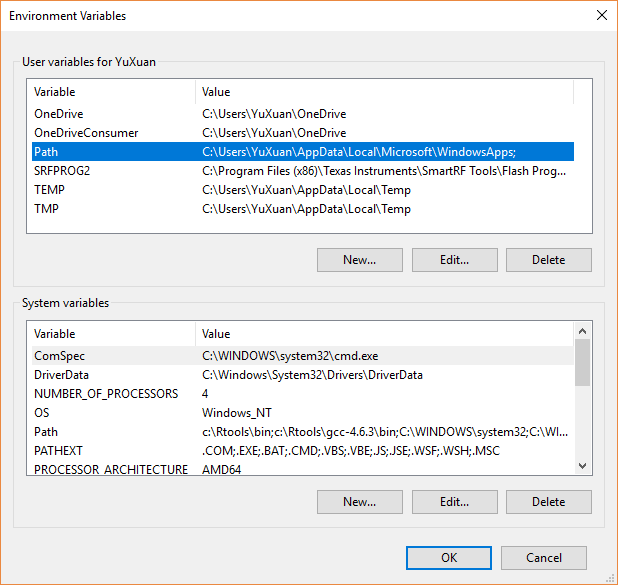 Environment Variables
User variables for YuXuan
Variable Value
OneDrive C:\Users\YuXuan\OneDrive
OneDriveConsumer C:\Users\YuXuan\OneDrive
Path C:\Users\YuXuan\AppData\Local\Microsoft\WindowsApps;
SRFPROG2 C:\Program Files (x86)\Texas Instruments\SmartRF Tools\Flash Prog...
TEMP C:\Users\YuXuan\AppData\Local\Temp
TMP C:\Users\YuXuan\AppData\Local\Temp
New... Edit... Delete
System variables
Variable Value
ComSpec C:\WINDOWS\system32\cmd.exe
DriverData C:\Windows\System32\Drivers\DriverData
NUMBER_OF_PROCESSORS 4
OS Windows_NT
Path c:\Rtools\bin;c:\Rtools\gcc-4.6.3\bin;C:\WINDOWS\system32;C:\WI...
PATHEXT .COM;.EXE;.BAT;.CMD;.VBS;.VBE;.JS;.JSE;.WSF;.WSH;.MSC
PROCESSOR_ARCHITECTURE AMD64
New... Edit... Delete
OK Cancel